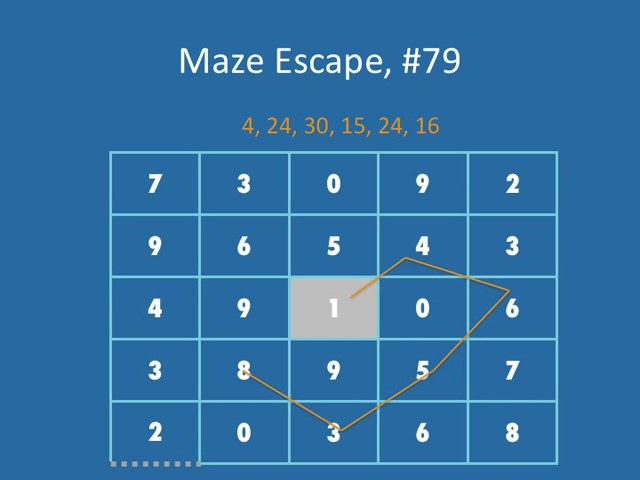 Maze Escape, #79
4, 24, 30, 15, 24, 16
7 3 0 9 2
9 6 5 4 3
4 9 1 0 6
3 8 9 5 7
2 0 3 6 8